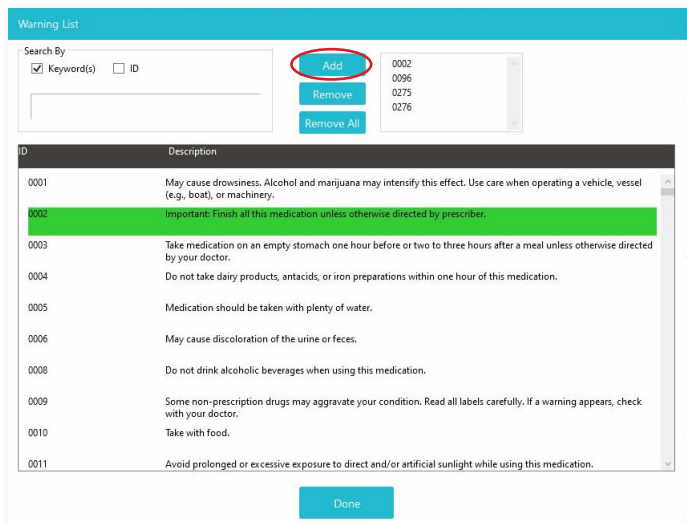 Warning List
Search By
Keyword(s) ID
Add
Remove
Remove All
0002
0096
0275
0276
ID Description
0001 May cause drowsiness. Alcohol and marijuana may intensify this effect. Use care when operating a vehicle, vessel
(e.g., boat), or machinery.
0002 Important: Finish all this medication unless otherwise directed by prescriber.
0003 Take medication on an empty stomach one hour before or two to three hours after a meal unless otherwise directed
by your doctor.
0004 Do not take dairy products, antacids, or iron preparations within one hour of this medication.
0005 Medication should be taken with plenty of water.
0006 May cause discoloration of the urine or feces.
0008 Do not drink alcoholic beverages when using this medication.
0009 Some non-prescription drugs may aggravate your condition. Read all labels carefully. If a warning appears, check
with your doctor.
0010 Take with food.
0011 Avoid prolonged or excessive exposure to direct and/or artificial sunlight while using this medication.
Done